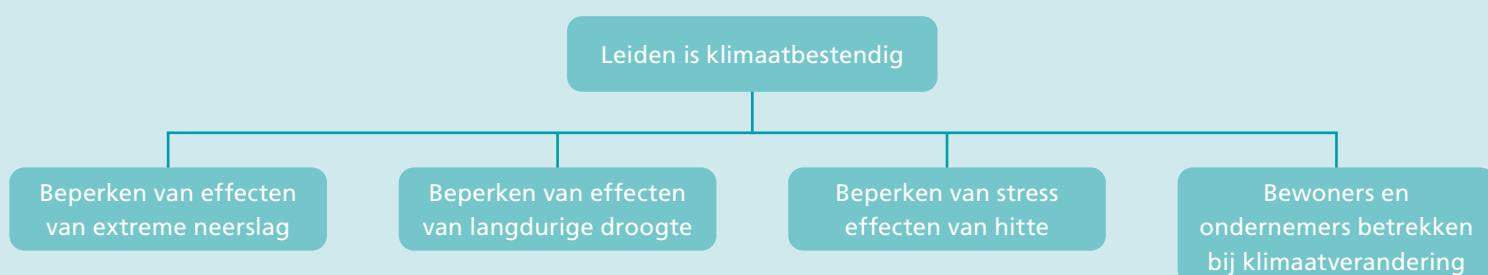 Leiden is klimaatbestendig
Beperken van effecten
van extreme neerslag
Beperken van effecten
van langdurige droogte
Beperken van stress
effecten van hitte
Bewoners en
ondernemers betrekken
bij klimaatverandering